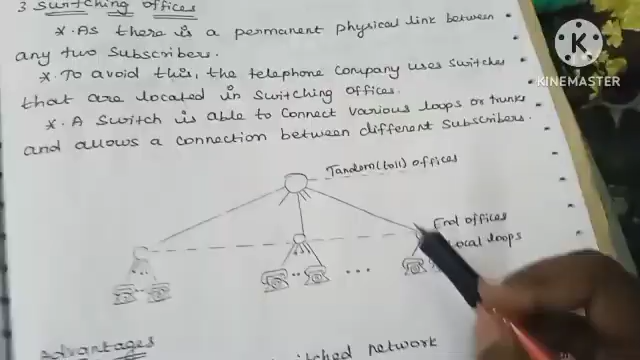 3 Switching offices
*. As there is a permanent physical link between
any two Subscribers.
*. To avoid this, the telephone company uses switches
that are located in switching offices.
*. A Switch is able to connect various loops or trunks
and allows a connection between different Subscribers.
KINEMASTER
Tandem (toll) offices
End offices
Local loops
Advantages
switched network